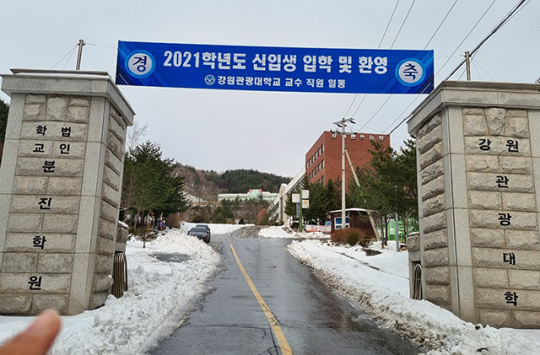 경 2021학년도 신입생 입학 및 환영 축
강원관광대학교 교수 직원 일동
학교법인
분진학원
강원
관광대학